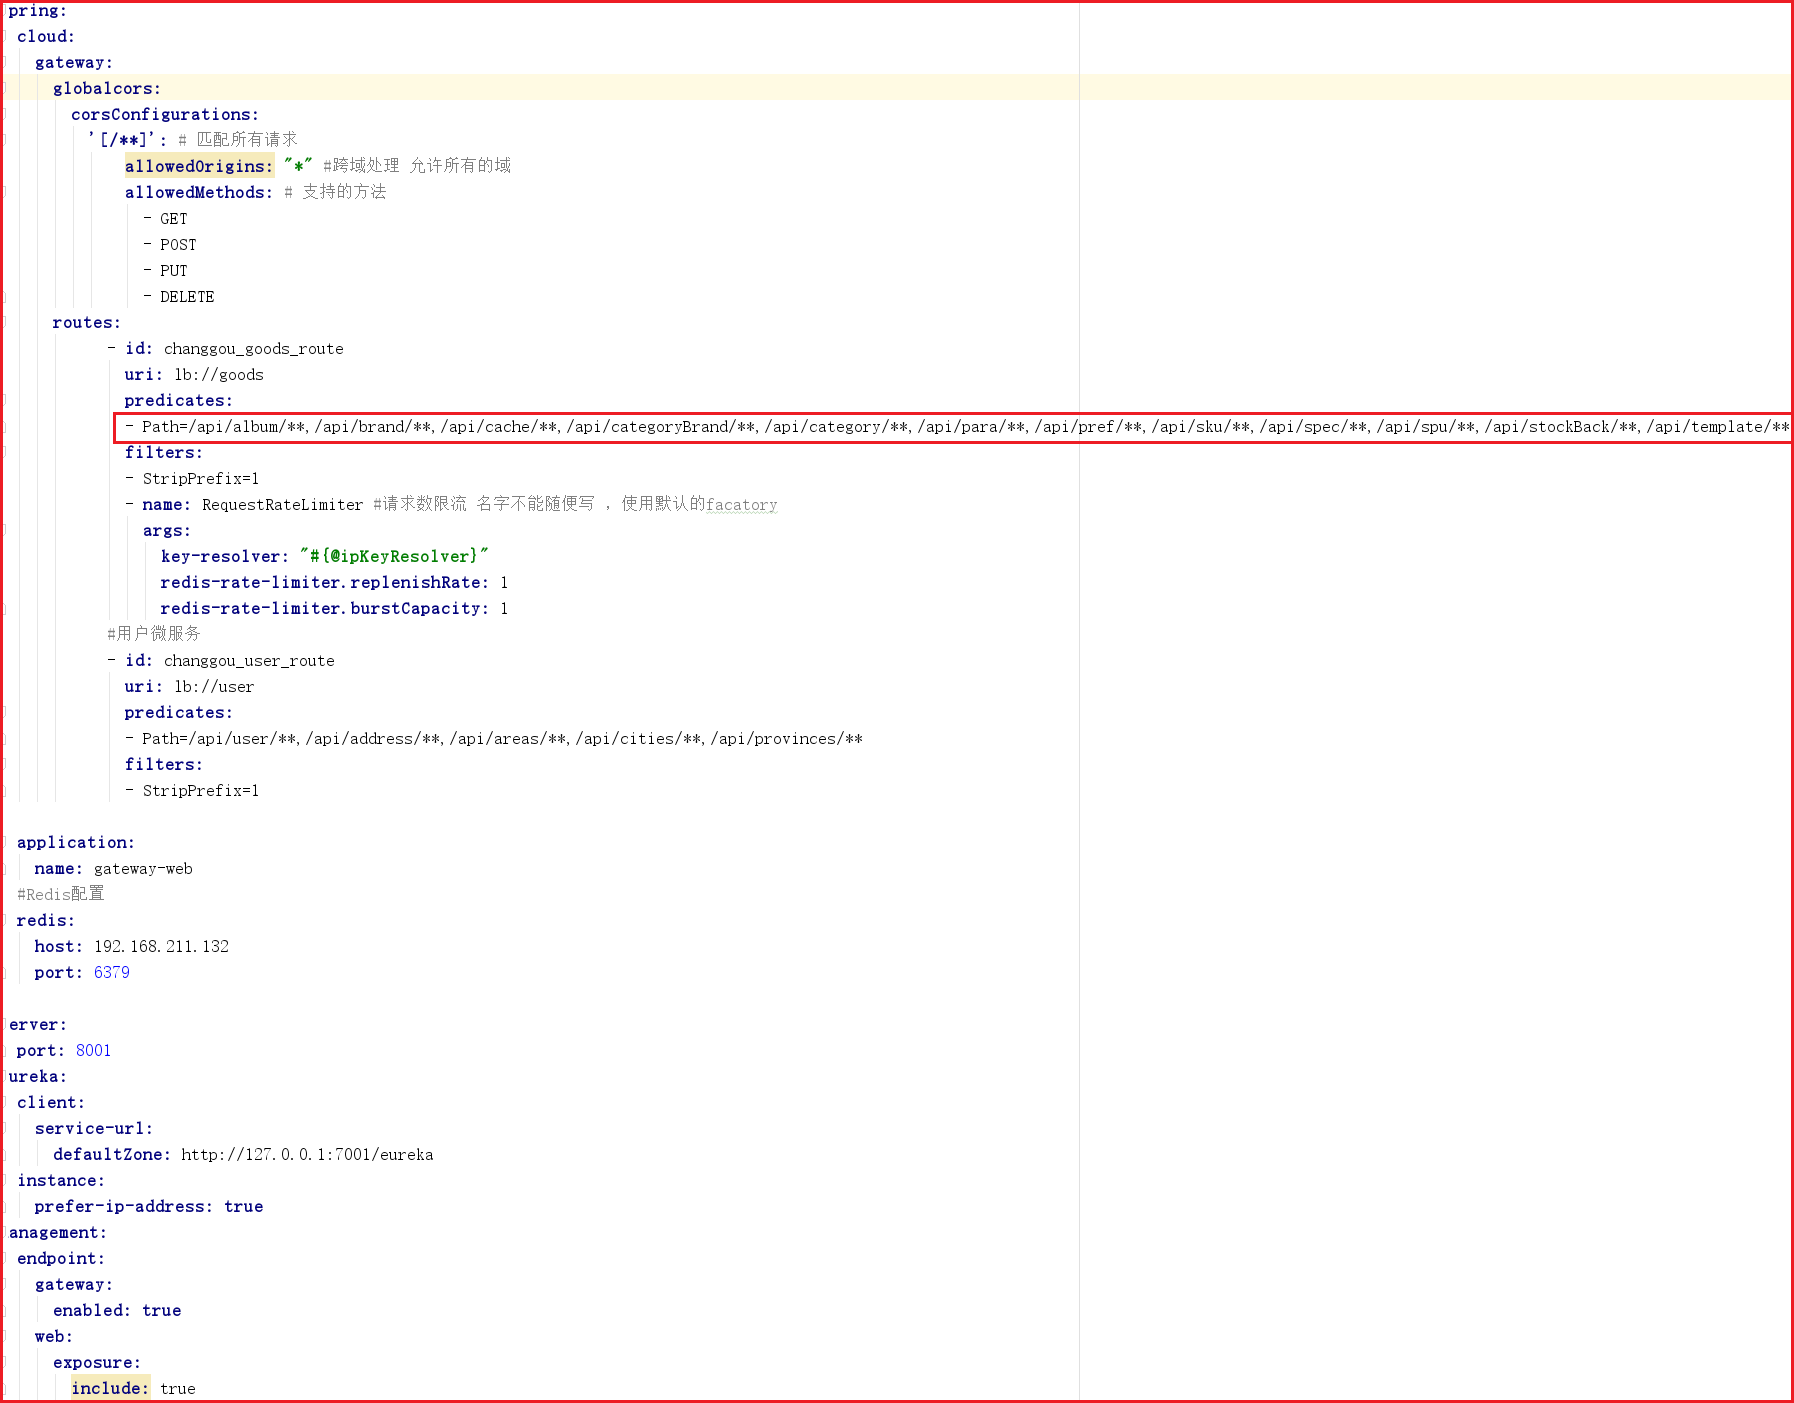 pring:
cloud:
gateway:
globalcors:
corsConfigurations:
'[/**]': # 匹配所有请求
allowedOrigins: "*" #跨域处理 允许所有的域
allowedMethods: # 支持的方法
- GET
- POST
- PUT
- DELETE
routes:
- id: changgou_goods_route
uri: lb://goods
predicates:
- Path=/api/album/**,/api/brand/**,/api/cache/**,/api/categoryBrand/**,/api/category/**,/api/para/**,/api/pref/**,/api/sku/**,/api/spec/**,/api/spu/**,/api/stockBack/**,/api/template/**
filters:
- StripPrefix=1
- name: RequestRateLimiter #请求数限流 名字不能随便写 ，使用默认的facatory
args:
key-resolver: "#{@ipKeyResolver}"
redis-rate-limiter.replenishRate: 1
redis-rate-limiter.burstCapacity: 1
#用户微服务
- id: changgou_user_route
uri: lb://user
predicates:
- Path=/api/user/**,/api/address/**,/api/areas/**,/api/cities/**,/api/provinces/**
filters:
- StripPrefix=1
application:
name: gateway-web
#Redis配置
redis:
host: 192.168.211.132
port: 6379
erver:
port: 8001
ureka:
client:
service-url:
defaultZone: http://127.0.0.1:7001/eureka
instance:
prefer-ip-address: true
anagement:
endpoint:
gateway:
enabled: true
web:
exposure:
include: true